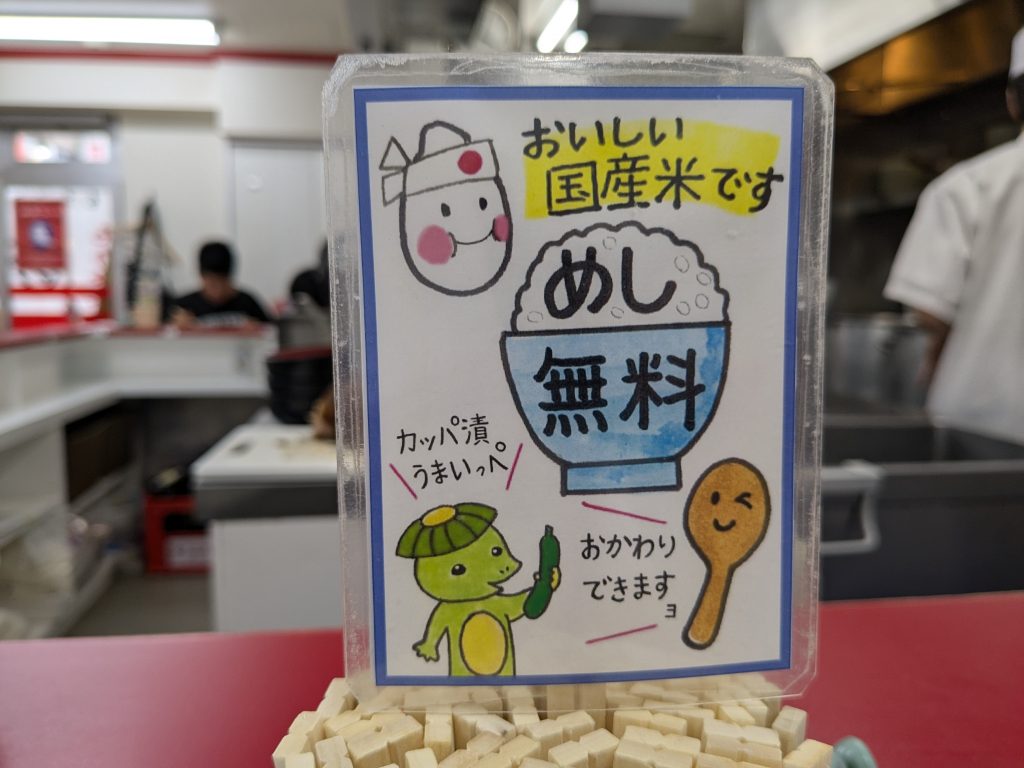 おいしい
国産米です
めし
無料
カッパ漬
うまいっぺ
おかわり
できますョ